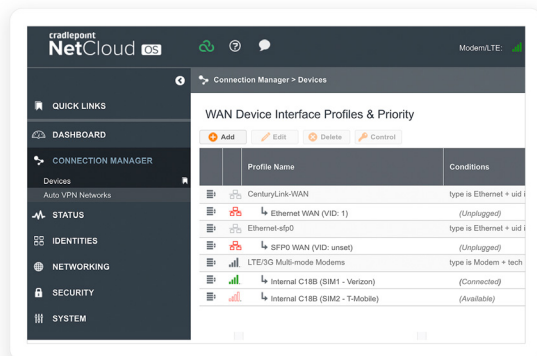 cradlepoint
NetCloud OS
Modem/LTE:
Connection Manager > Devices
QUICK LINKS
DASHBOARD
CONNECTION MANAGER
Devices
Auto VPN Networks
STATUS
IDENTITIES
NETWORKING
SECURITY
SYSTEM
WAN Device Interface Profiles & Priority
Add Edit Delete Control
Profile Name Conditions
CenturyLink-WAN type is Ethernet + uid i
Ethernet WAN (VID: 1) (Unplugged)
Ethernet-sfp0 type is Ethernet + uid i
SFP0 WAN (VID: unset) (Unplugged)
LTE/3G Multi-mode Modems type is Modem + tech
Internal C18B (SIM1 - Verizon) (Connected)
Internal C18B (SIM2 - T-Mobile) (Available)